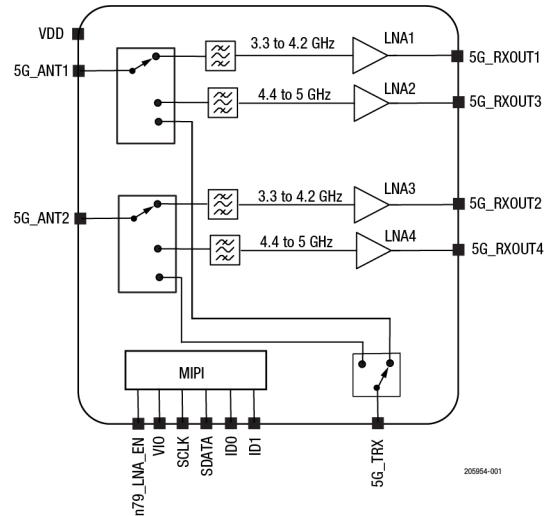 VDD
5G_ANT1
3.3 to 4.2 GHz
LNA1
5G_RXOUT1
4.4 to 5 GHz
LNA2
5G_RXOUT3
5G_ANT2
3.3 to 4.2 GHz
LNA3
5G_RXOUT2
4.4 to 5 GHz
LNA4
5G_RXOUT4
MIPI
n79_LNA_EN
VIO
SCLK
SDATA
ID0
ID1
5G_TRX
205954-001